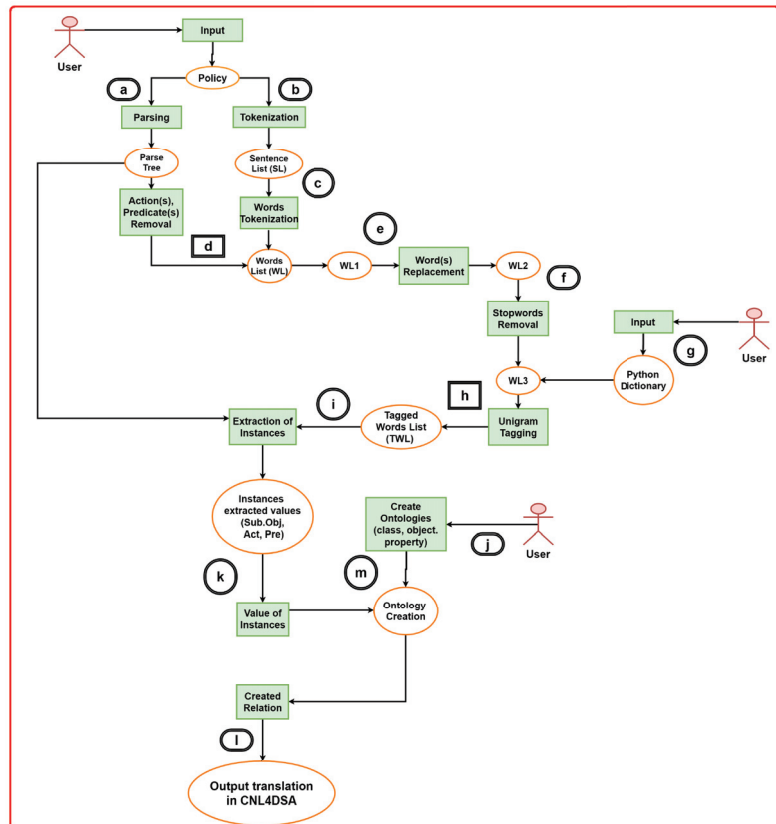 User
Input
Policy
a
b
Parsing
Tokenization
Parse
Tree
Sentence
List (SL)
c
Action(s),
Predicate(s)
Removal
Words
Tokenization
d
e
Words
List (WL)
WL1
Word(s)
Replacement
WL2
f
Stopwords
Removal
Input
User
g
WL3
Python
Dictionary
h
i
Extraction of
Instances
Tagged
Words List
(TWL)
Unigram
Tagging
Instances
extracted values
(Sub.Obj,
Act, Pre)
Create
Ontologies
(class, object.
property)
j
User
k
m
Value of
Instances
Ontology
Creation
Created
Relation
l
Output translation
in CNL4DSA